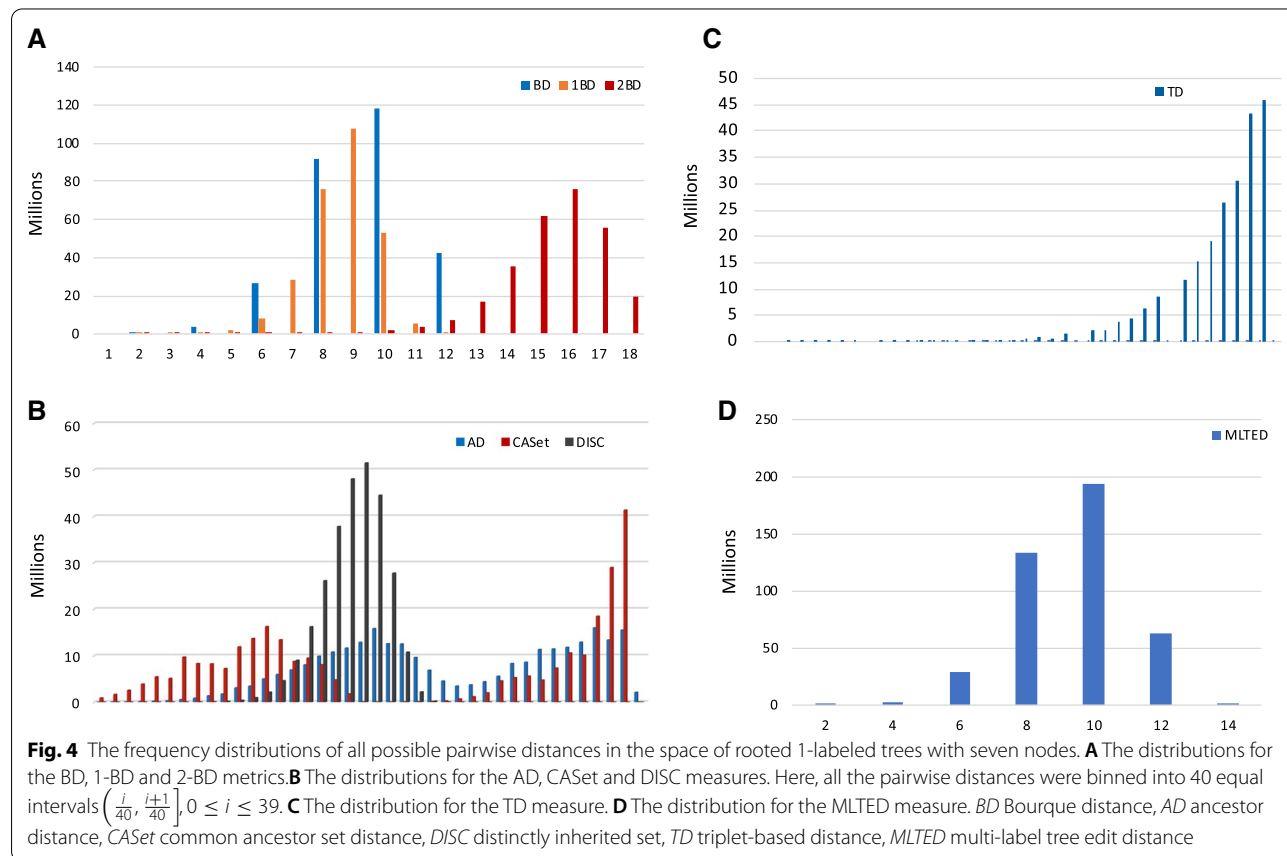 A
140
120
100
80
60
40
20
0
Millions
BD 1BD 2BD
1 2 3 4 5 6 7 8 9 10 11 12 13 14 15 16 17 18
B
60
50
40
30
20
10
0
Millions
AD CASet DISC
C
50
45
40
35
30
25
20
15
10
5
0
Millions
TD
D
250
200
150
100
50
0
Millions
MLTED
2 4 6 8 10 12 14
Fig. 4 The frequency distributions of all possible pairwise distances in the space of rooted 1-labeled trees with seven nodes. A The distributions for
the BD, 1-BD and 2-BD metrics.B The distributions for the AD, CASet and DISC measures. Here, all the pairwise distances were binned into 40 equal
intervals (i/40, i+1/40], 0 ≤ i ≤ 39. C The distribution for the TD measure. D The distribution for the MLTED measure. BD Bourque distance, AD ancestor
distance, CASet common ancestor set distance, DISC distinctly inherited set, TD triplet-based distance, MLTED multi-label tree edit distance